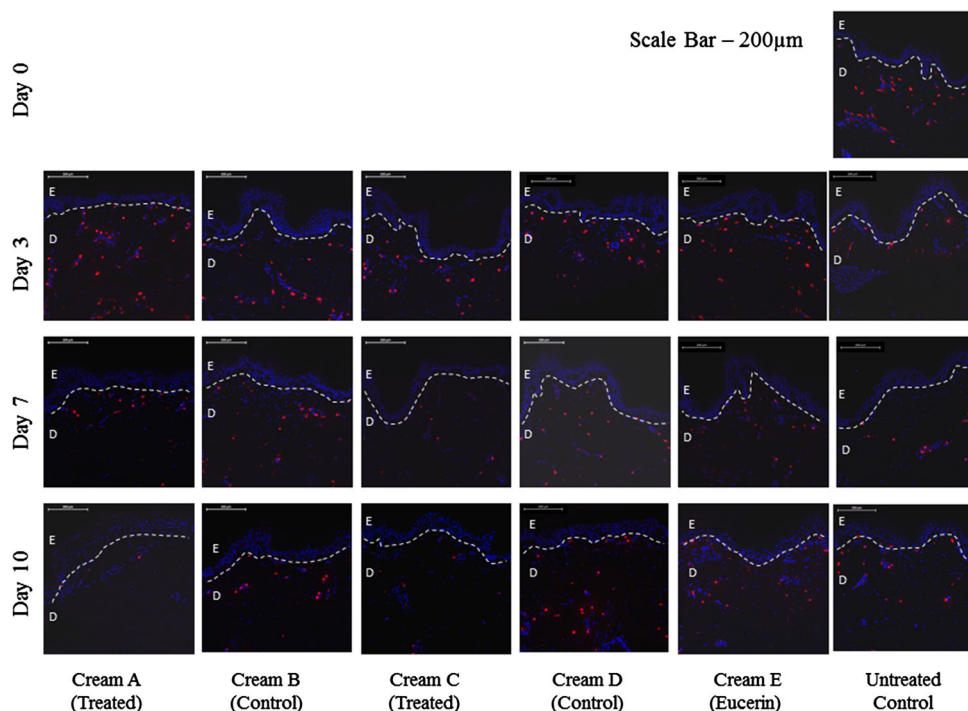 Scale Bar – 200µm
Day 0
E
D
Day 3
E
D
E
D
E
D
E
D
E
D
E
D
Day 7
E
D
E
D
E
D
E
D
E
D
E
D
Day 10
E
D
E
D
E
D
E
D
E
D
E
D
Cream A
(Treated)
Cream B
(Control)
Cream C
(Treated)
Cream D
(Control)
Cream E
(Eucerin)
Untreated
Control